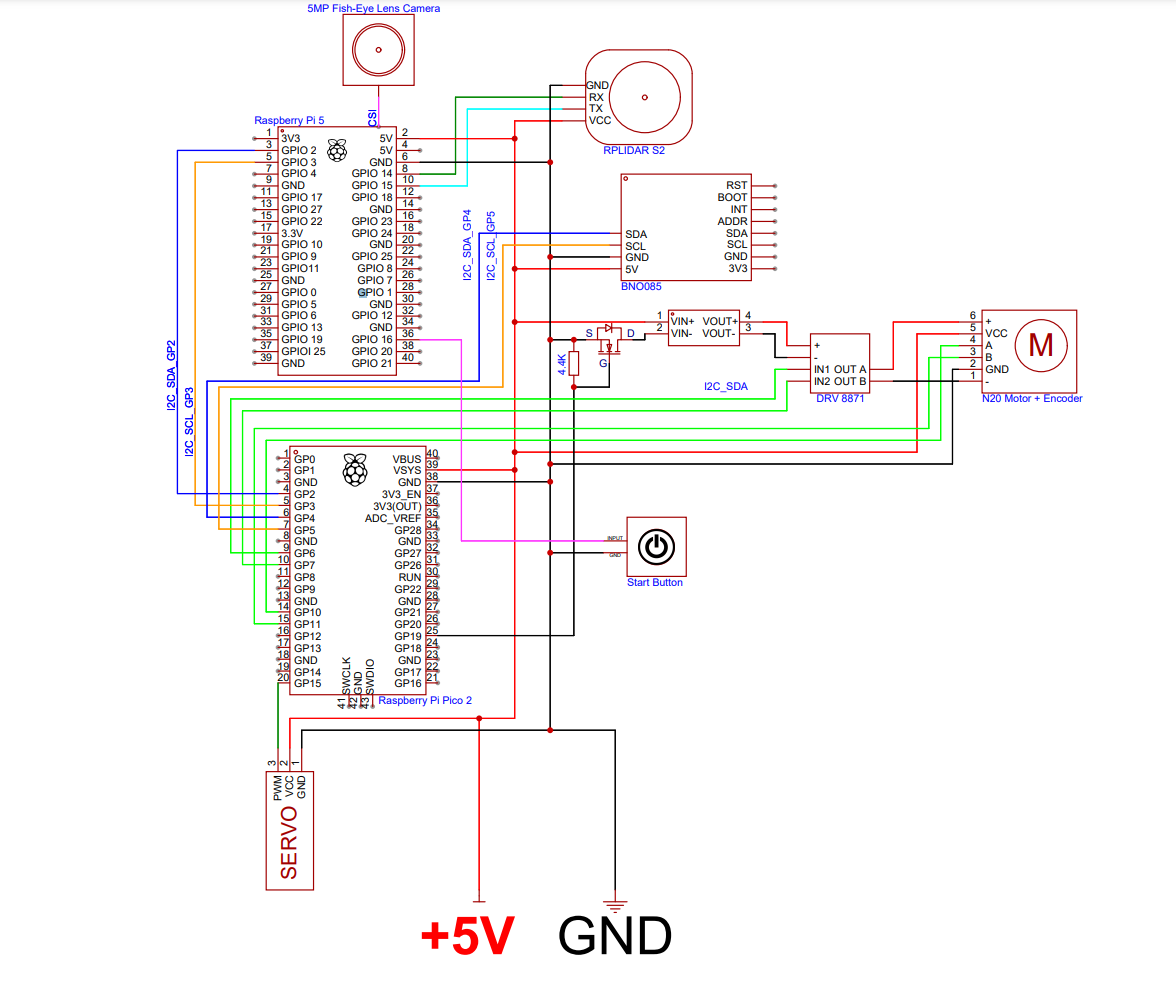 5MP Fish-Eye Lens Camera
CSI
Raspberry Pi 5
1 3V3 5V 2
3 GPIO 2 5V 4
5 GPIO 3 GND 6
7 GPIO 4 GPIO 14 8
9 GND GPIO 15 10
11 GPIO 17 GPIO 18 12
13 GPIO 27 GND 14
15 GPIO 22 GPIO 23 16
17 3.3V GPIO 24 18
19 GPIO 10 GND 20
21 GPIO 9 GPIO 25 22
23 GPIO11 GPIO 8 24
25 GND GPIO 7 26
27 GPIO 0 GPIO 1 28
29 GPIO 5 GND 30
31 GPIO 6 GPIO 12 32
33 GPIO 13 GND 34
35 GPIO 19 GPIO 16 36
37 GPIOI 25 GPIO 20 38
39 GND GPIO 21 40
GND
RX
TX
VCC
RPLIDAR S2
RST
BOOT
INT
ADDR
SDA SDA
SCL SCL
GND GND
5V 3V3
BNO085
I2C_SDA_GP4
I2C_SCL_GP5
I2C_SDA_GP2
I2C_SCL_GP3
S D
G
4.4K
1 VIN+ VOUT+ 4
2 VIN- VOUT- 3
I2C_SDA
+
-
IN1 OUT A
IN2 OUT B
DRV 8871
6 +
5 VCC
4 A
3 B
2 GND
1 -
M
N20 Motor + Encoder
1 GP0 VBUS 40
2 GP1 VSYS 39
3 GND GND 38
4 GP2 3V3_EN 37
5 GP3 3V3(OUT) 36
6 GP4 ADC_VREF 35
7 GP5 GP28 34
8 GND GND 33
9 GP6 GP27 32
10 GP7 GP26 31
11 GP8 RUN 30
12 GP9 GP22 29
13 GND GND 28
14 GP10 GP21 27
15 GP11 GP20 26
16 GP12 GP19 25
17 GP13 GP18 24
18 GND GND 23
19 GP14 GP17 22
20 GP15 GP16 21
SWCLK
GND
SWDIO
41
42
43
Raspberry Pi Pico 2
INPUT
GND
Start Button
3 2 1
PWM
VCC
GND
SERVO
+5V GND